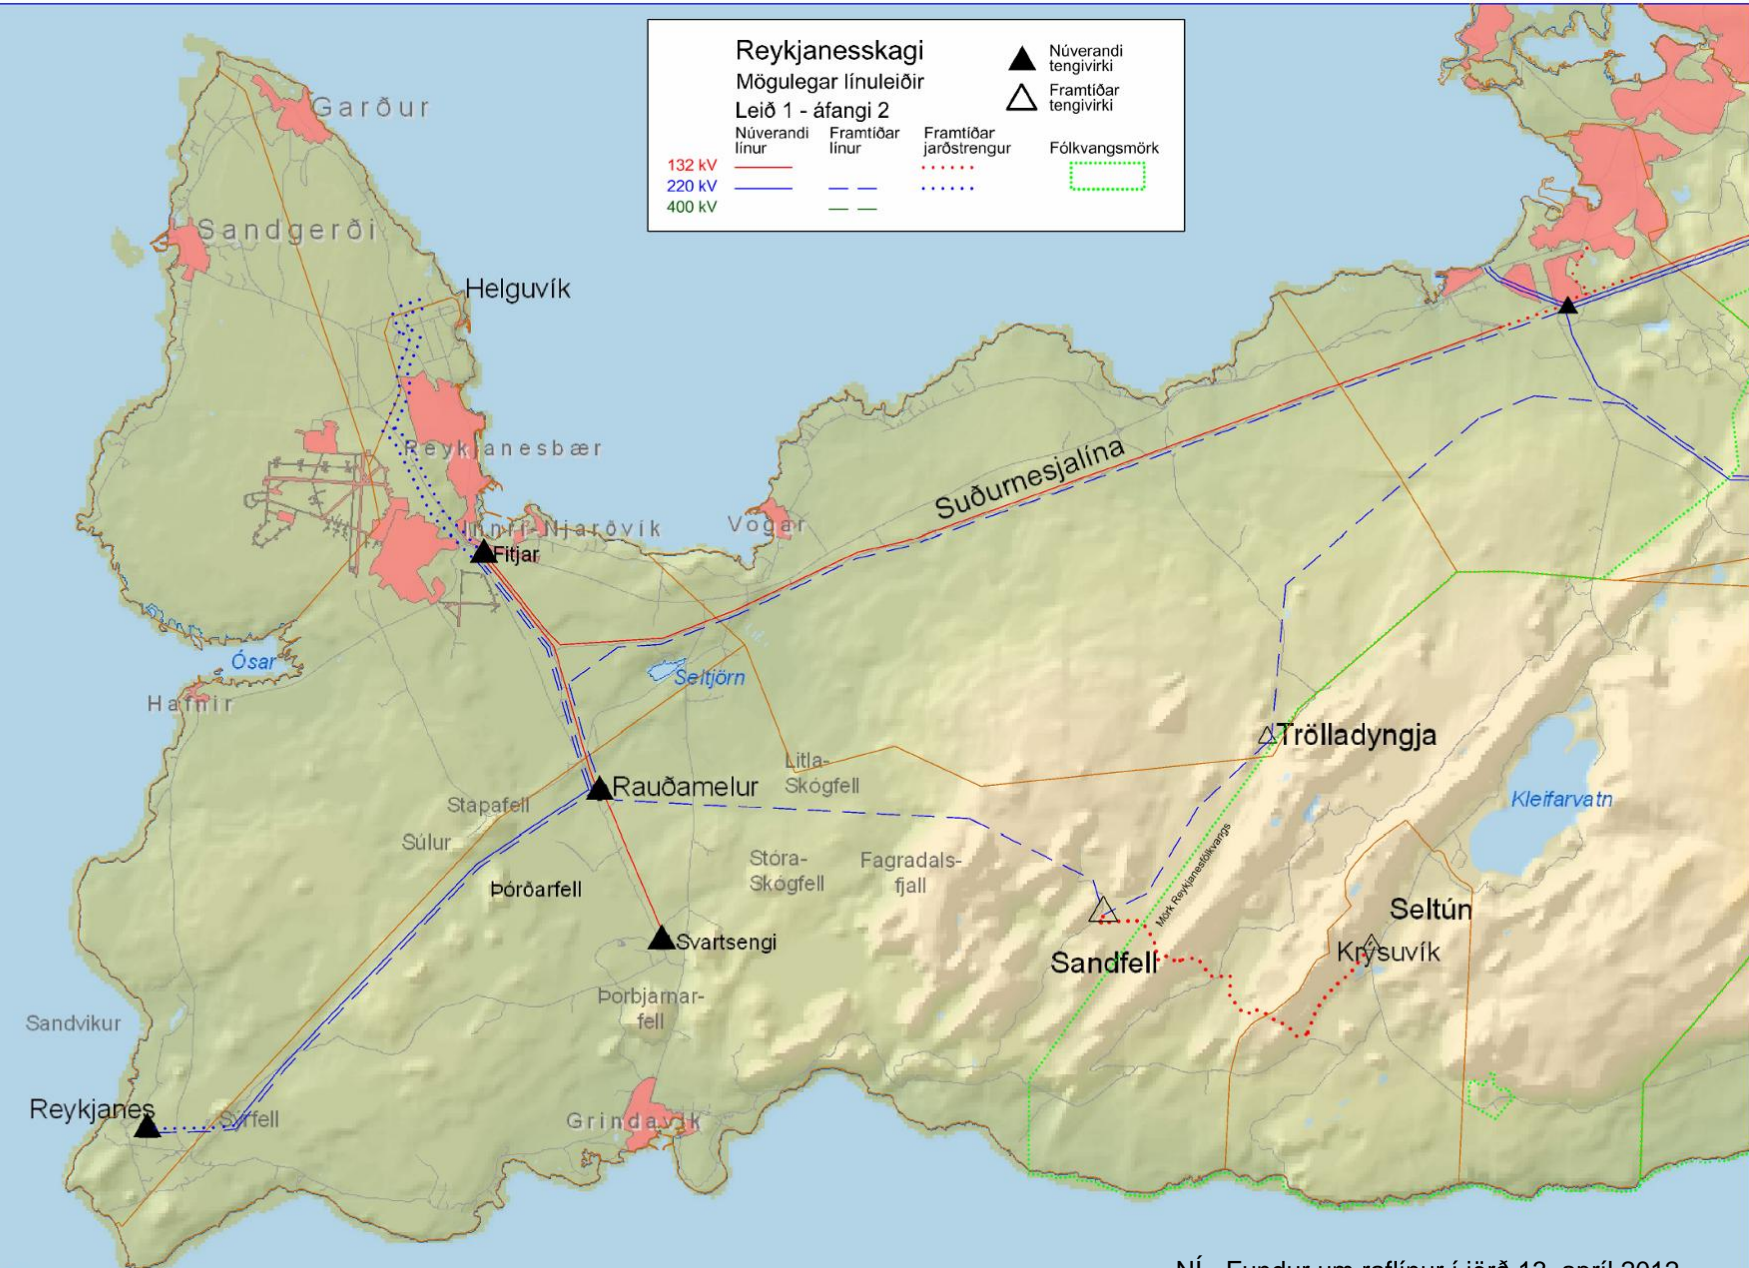 Reykjanesskagi
Mögulegar línuleiðir
Leið 1 - áfangi 2
Núverandi
tengivirki
Framtíðar
tengivirki
Núverandi
línur
Framtíðar
línur
Framtíðar
jarðstrengur
Fólkvangsmörk
132 kV
220 kV
400 kV
Garður
Sandgerði
Helguvík
Reykjanesbær
Innri-Njarðvík
Fitjar
Vogar
Suðurnesjalína
Ósar
Hafnir
Seltjörn
Trölladyngja
Litla-
Skógfell
Rauðamelur
Stapafell
Súlur
Kleifarvatn
Stóra-
Skógfell
Fagradals-
fjall
Þórðarfell
Mörk Reykjanesfólkvangs
Seltún
Krýsuvík
Svartsengi
Sandfell
Þorbjarnar-
fell
Sandvikur
Reykjanes
Sýrfell
Grindavík